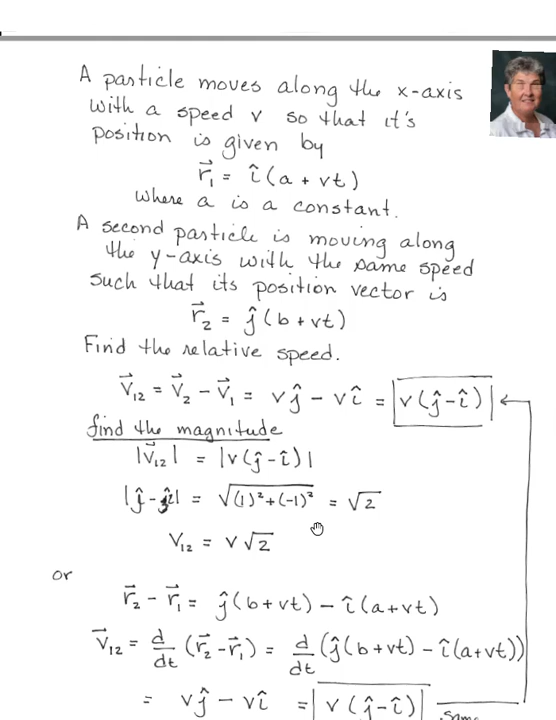 A particle moves along the x-axis
with a speed v so that it's
position is given by
r⃗₁ = î(a + vt)
where a is a constant.
A second particle is moving along
the y-axis with the same speed
such that its position vector is
r⃗₂ = ĵ(b + vt)
Find the relative speed.
V⃗₁₂ = V⃗₂ - V⃗₁ = vĵ - vî = v(ĵ-î)
find the magnitude
|V⃗₁₂| = |v(ĵ-î)|
|ĵ-î| = √((1)²+(-1)²) = √2
V₁₂ = v√2
or
r⃗₂ - r⃗₁ = ĵ(b+vt) - î(a+vt)
V⃗₁₂ = d/dt (r⃗₂-r⃗₁) = d/dt (ĵ(b+vt) - î(a+vt))
= vĵ - vî = v(ĵ-î)
same